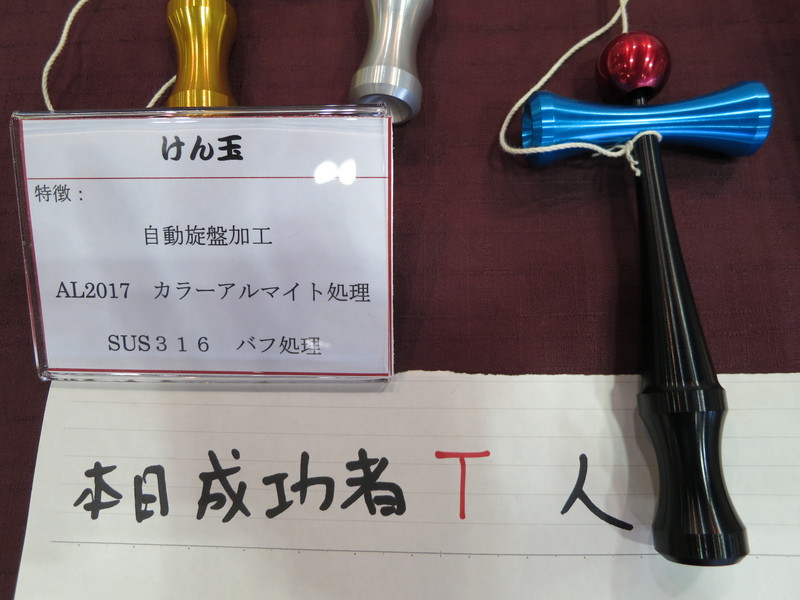 けん玉
特徴：
自動旋盤加工
AL2017　カラーアルマイト処理
SUS３１６　バフ処理
本日成功者 T 人